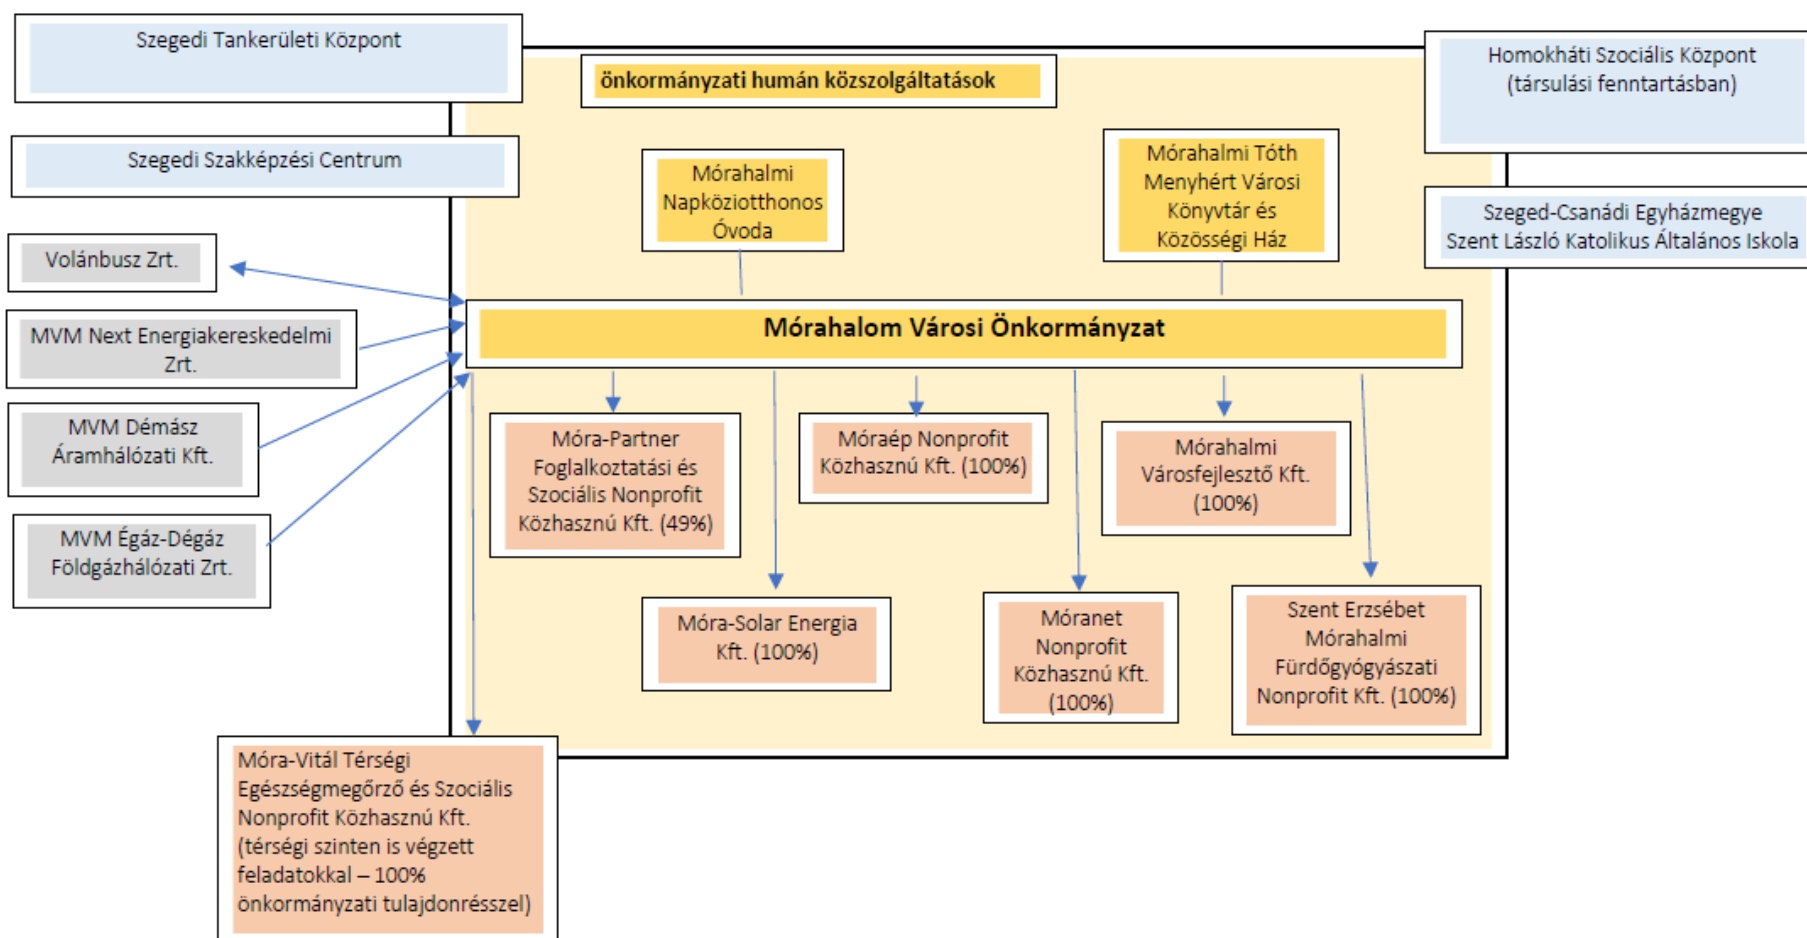 Szegedi Tankerületi Központ
önkormányzati humán közszolgáltatások
Homokháti Szociális Központ
(társulási fenntartásban)
Szegedi Szakképzési Centrum
Mórahalmi
Napköziotthonos
Óvoda
Mórahalmi Tóth
Menyhért Városi
Könyvtár és
Közösségi Ház
Szeged-Csanádi Egyházmegye
Szent László Katolikus Általános Iskola
Volánbusz Zrt.
MVM Next Energiakereskedelmi
Zrt.
MVM Démász
Áramhálózati Kft.
MVM Égáz-Dégáz
Földgázhálózati Zrt.
Mórahalom Városi Önkormányzat
Móra-Partner
Foglalkoztatási és
Szociális Nonprofit
Közhasznú Kft. (49%)
Móraép Nonprofit
Közhasznú Kft. (100%)
Mórahalmi
Városfejlesztő Kft.
(100%)
Móra-Solar Energia
Kft. (100%)
Móranet
Nonprofit
Közhasznú Kft.
(100%)
Szent Erzsébet
Mórahalmi
Fürdőgyógyászati
Nonprofit Kft. (100%)
Móra-Vitál Térségi
Egészségmegőrző és Szociális
Nonprofit Közhasznú Kft.
(térségi szinten is végzett
feladatokkal – 100%
önkormányzati tulajdonrésszel)